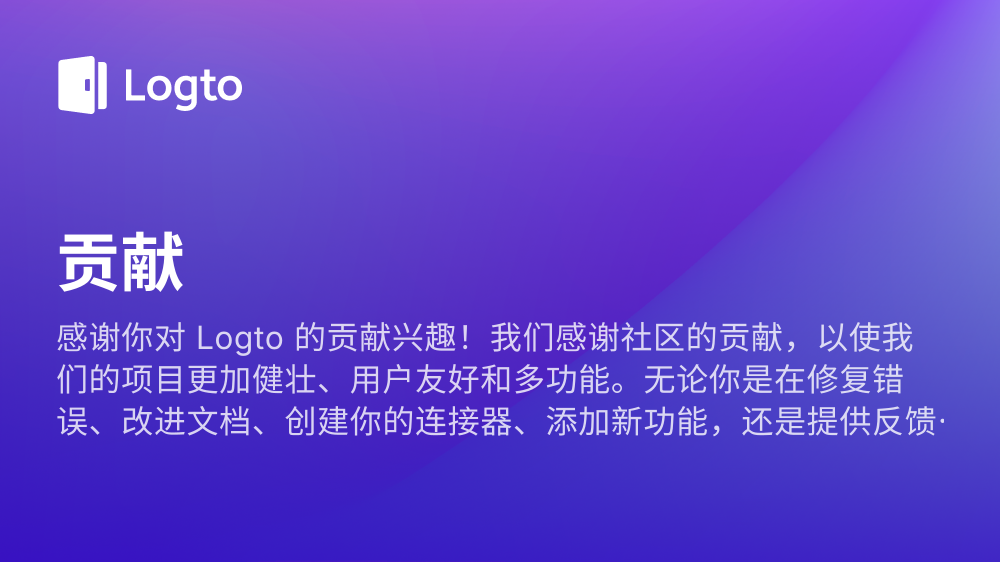 Logto
贡献
感谢你对 Logto 的贡献兴趣！我们感谢社区的贡献，以使我
们的项目更加健壮、用户友好和多功能。无论你是在修复错
误、改进文档、创建你的连接器、添加新功能，还是提供反馈·